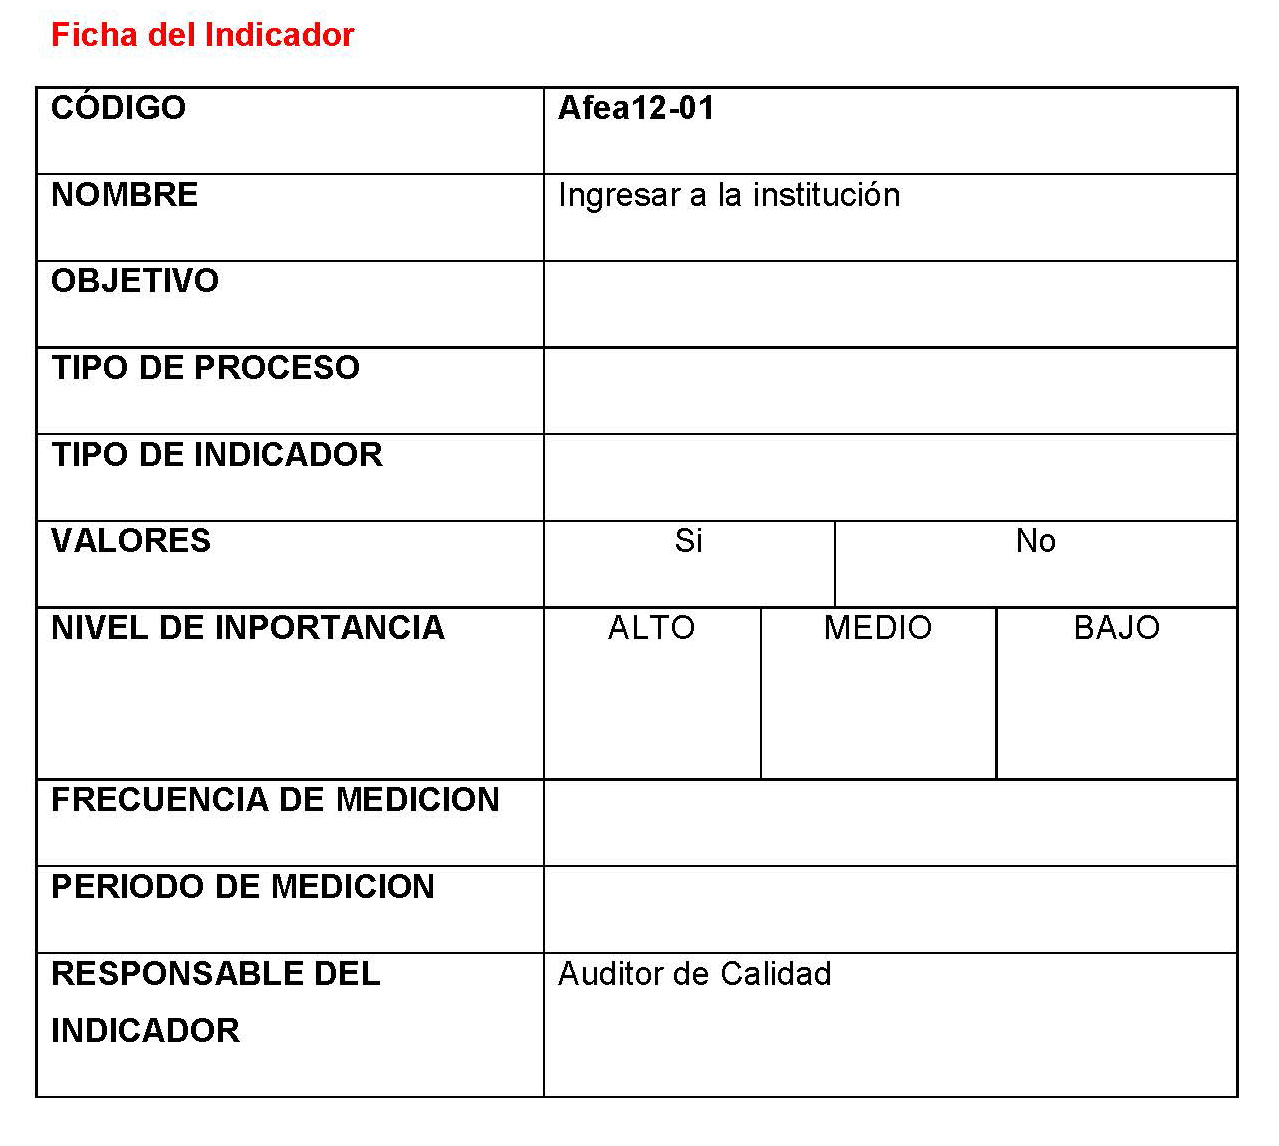 Ficha del Indicador
CÓDIGO Afea12-01
NOMBRE Ingresar a la institución
OBJETIVO
TIPO DE PROCESO
TIPO DE INDICADOR
VALORES Si No
NIVEL DE INPORTANCIA ALTO MEDIO BAJO
FRECUENCIA DE MEDICION
PERIODO DE MEDICION
RESPONSABLE DEL Auditor de Calidad
INDICADOR